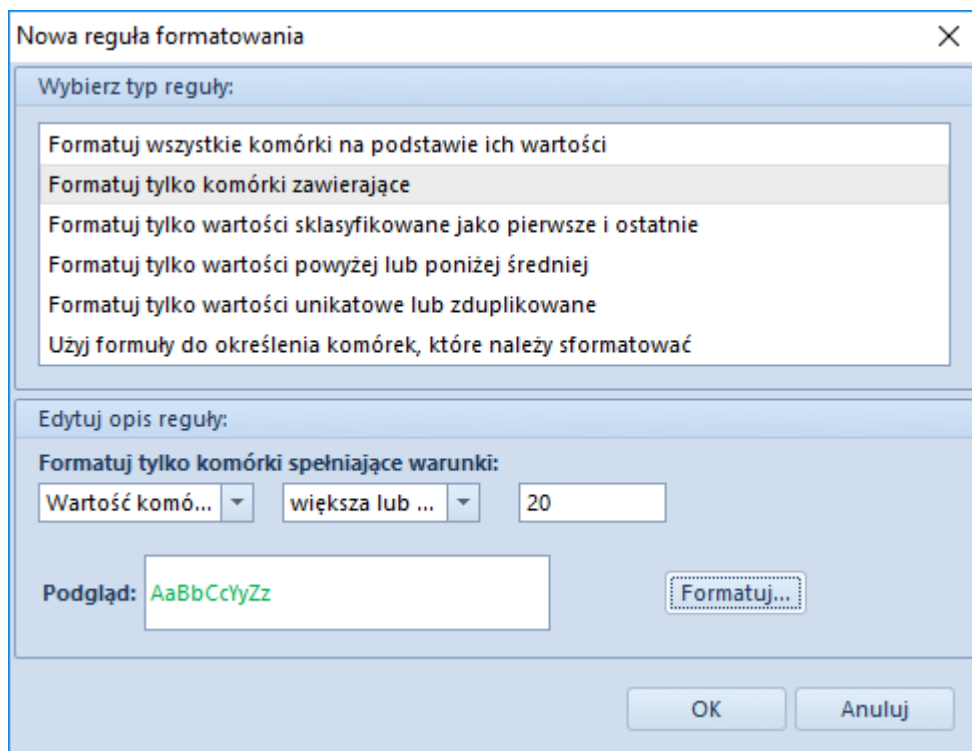 Nowa reguła formatowania
Wybierz typ reguły:
Formatuj wszystkie komórki na podstawie ich wartości
Formatuj tylko komórki zawierające
Formatuj tylko wartości sklasyfikowane jako pierwsze i ostatnie
Formatuj tylko wartości powyżej lub poniżej średniej
Formatuj tylko wartości unikatowe lub zduplikowane
Użyj formuły do określenia komórek, które należy sformatować
Edytuj opis reguły:
Formatuj tylko komórki spełniające warunki:
Wartość komó... większa lub ... 20
Podgląd: AaBbCcYyZz Formatuj...
OK Anuluj